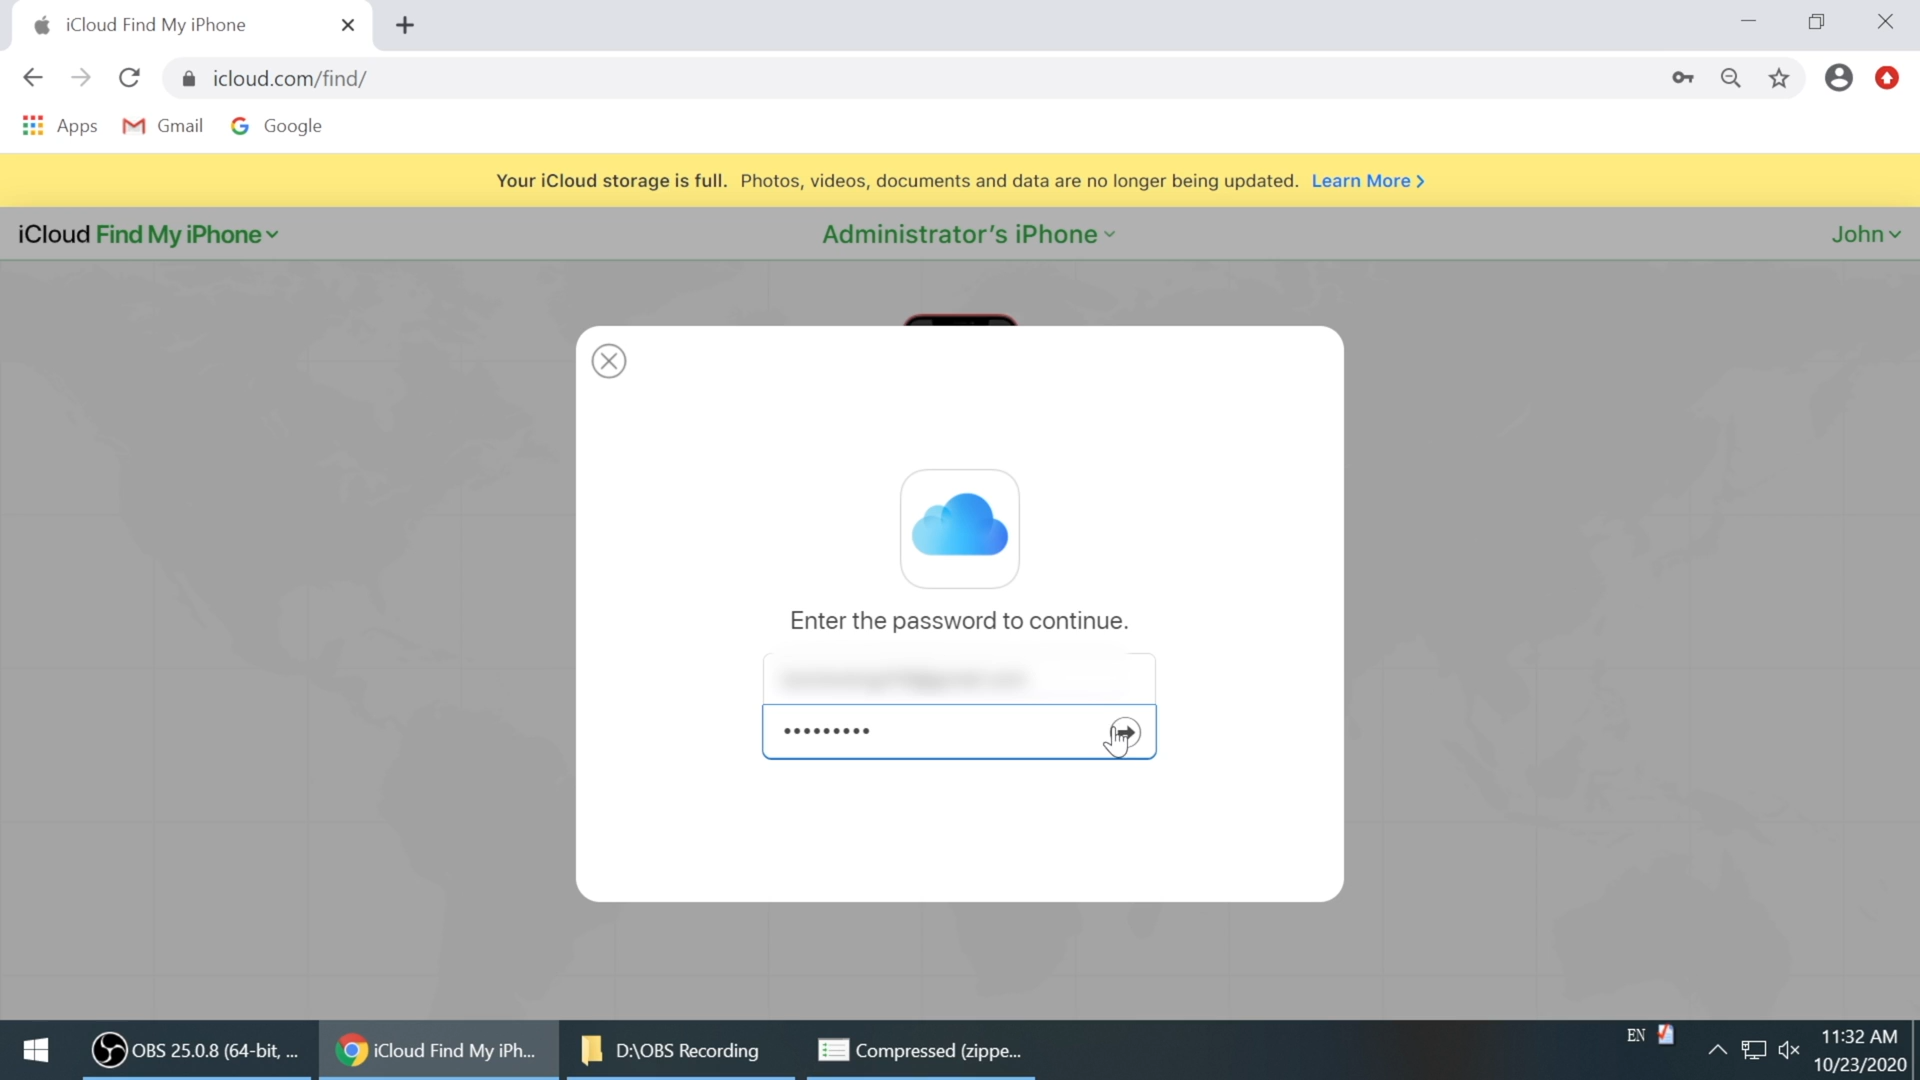 iCloud Find My iPhone
icloud.com/find/
Apps Gmail Google
Your iCloud storage is full. Photos, videos, documents and data are no longer being updated. Learn More >
iCloud Find My iPhone Administrator's iPhone John
Enter the password to continue.
•••••••••
EN
OBS 25.0.8 (64-bit, ... iCloud Find My iPh... D:\OBS Recording Compressed (zippe... 11:32 AM
10/23/2020